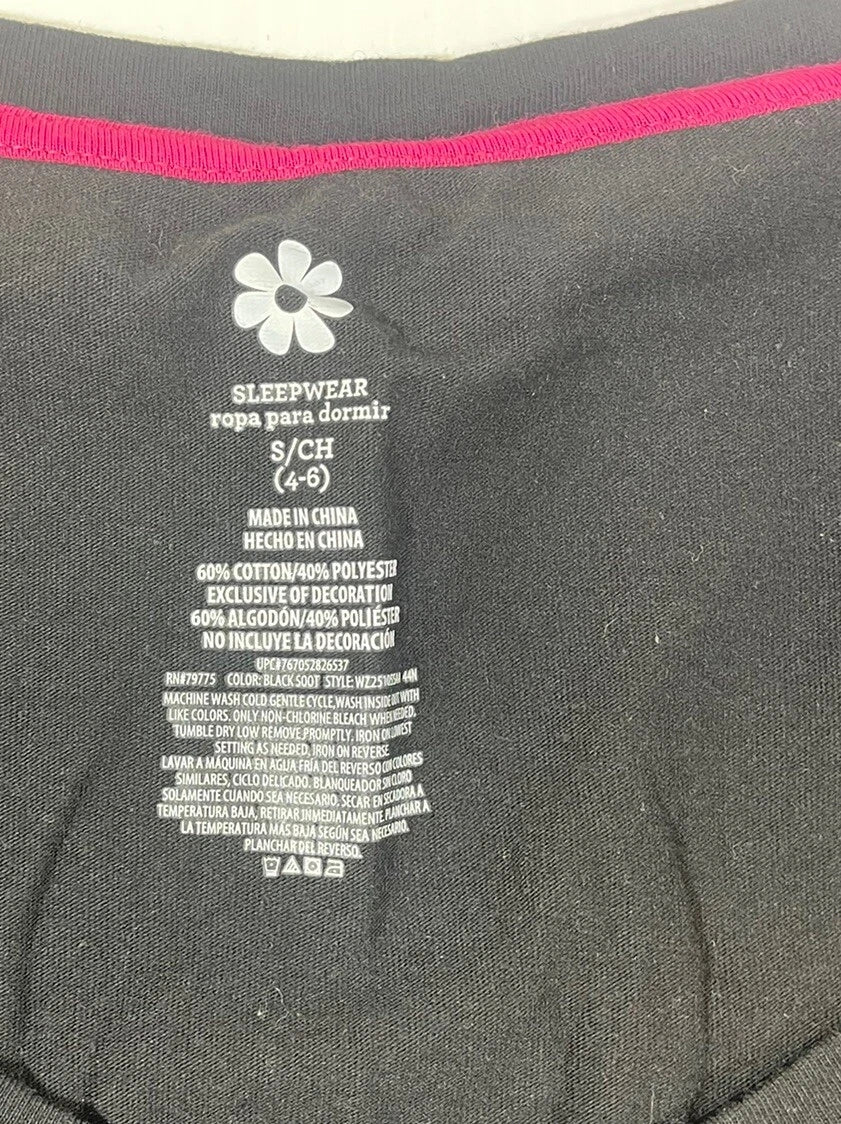 SLEEPWEAR
ropa para dormir
S/CH
(4-6)
MADE IN CHINA
HECHO EN CHINA
60% COTTON/40% POLYESTER
EXCLUSIVE OF DECORATION
60% ALGODÓN/40% POLIÉSTER
NO INCLUYE LA DECORACIÓN
UPC#767052826537
RN#79775 COLOR: BLACK SOOT STYLE: 44N
MACHINE WASH COLD GENTLE CYCLE, WASH INSIDE OUT WITH
LIKE COLORS. ONLY NON-CHLORINE BLEACH WHEN NEEDED.
TUMBLE DRY LOW REMOVE PROMPTLY. IRON ON LOWEST
SETTING AS NEEDED. IRON ON REVERSE
LAVAR A MÁQUINA EN AGUA FRÍA DEL REVERSO CON COLORES
SIMILARES, CICLO DELICADO. BLANQUEADOR SIN CLORO
SOLAMENTE CUANDO SEA NECESARIO. SECAR EN SECADORA A
TEMPERATURA BAJA, RETIRAR INMEDIATAMENTE PLANCHAR A
LA TEMPERATURA MÁS BAJA SEGÚN SEA NECESARIO.
PLANCHAR DEL REVERSO.